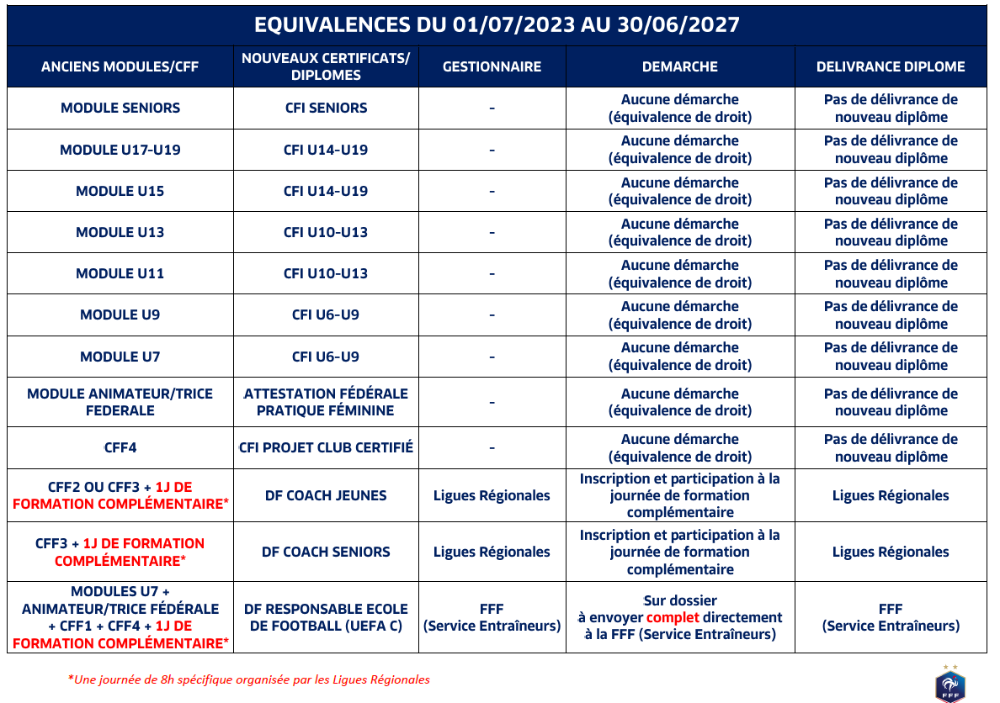 EQUIVALENCES DU 01/07/2023 AU 30/06/2027
ANCIENS MODULES/CFF
NOUVEAUX CERTIFICATS/
DIPLOMES
GESTIONNAIRE
DEMARCHE
DELIVRANCE DIPLOME
MODULE SENIORS
CFI SENIORS
-
Aucune démarche
(équivalence de droit)
Pas de délivrance de
nouveau diplôme
MODULE U17-U19
CFI U14-U19
-
Aucune démarche
(équivalence de droit)
Pas de délivrance de
nouveau diplôme
MODULE U15
CFI U14-U19
-
Aucune démarche
(équivalence de droit)
Pas de délivrance de
nouveau diplôme
MODULE U13
CFI U10-U13
-
Aucune démarche
(équivalence de droit)
Pas de délivrance de
nouveau diplôme
MODULE U11
CFI U10-U13
-
Aucune démarche
(équivalence de droit)
Pas de délivrance de
nouveau diplôme
MODULE U9
CFI U6-U9
-
Aucune démarche
(équivalence de droit)
Pas de délivrance de
nouveau diplôme
MODULE U7
CFI U6-U9
-
Aucune démarche
(équivalence de droit)
Pas de délivrance de
nouveau diplôme
MODULE ANIMATEUR/TRICE
FEDERALE
ATTESTATION FÉDÉRALE
PRATIQUE FÉMININE
-
Aucune démarche
(équivalence de droit)
Pas de délivrance de
nouveau diplôme
CFF4
CFI PROJET CLUB CERTIFIÉ
-
Aucune démarche
(équivalence de droit)
Pas de délivrance de
nouveau diplôme
CFF2 OU CFF3 + 1J DE
FORMATION COMPLÉMENTAIRE*
DF COACH JEUNES
Ligues Régionales
Inscription et participation à la
journée de formation
complémentaire
Ligues Régionales
CFF3 + 1J DE FORMATION
COMPLÉMENTAIRE*
DF COACH SENIORS
Ligues Régionales
Inscription et participation à la
journée de formation
complémentaire
Ligues Régionales
MODULES U7 +
ANIMATEUR/TRICE FÉDÉRALE
+ CFF1 + CFF4 + 1J DE
FORMATION COMPLÉMENTAIRE*
DF RESPONSABLE ECOLE
DE FOOTBALL (UEFA C)
FFF
(Service Entraîneurs)
Sur dossier
à envoyer complet directement
à la FFF (Service Entraîneurs)
FFF
(Service Entraîneurs)
*Une journée de 8h spécifique organisée par les Ligues Régionales
FFF